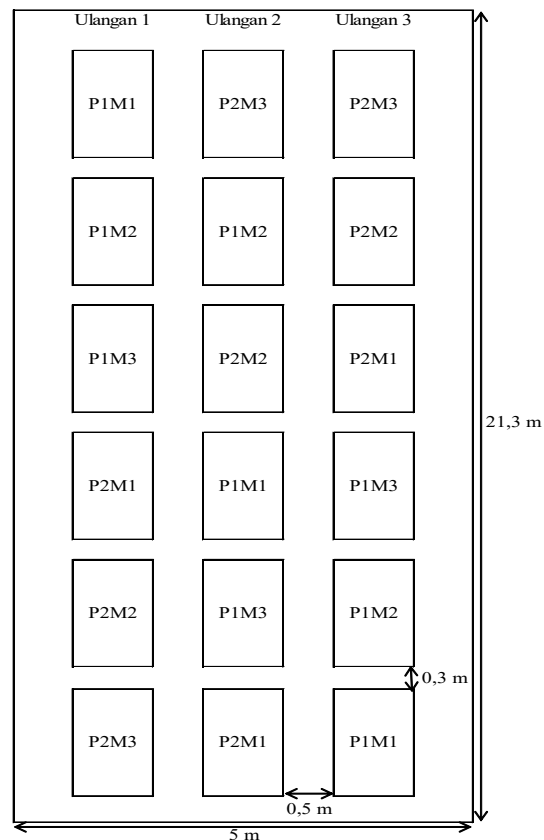 Ulangan 1 Ulangan 2 Ulangan 3
P1M1 P2M3 P2M3
P1M2 P1M2 P2M2
P1M3 P2M2 P2M1
21,3 m
P2M1 P1M1 P1M3
P2M2 P1M3 P1M2
0,3 m
P2M3 P2M1 P1M1
0,5 m
5 m